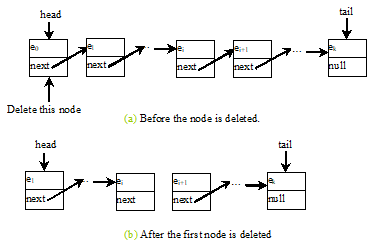 head
tail
e0 e1 ... ei ei+1 ... ek
next next next next null
Delete this node
(a) Before the node is deleted.
head
tail
e1 ... ei ei+1 ... ek
next next next null
(b) After the first node is deleted